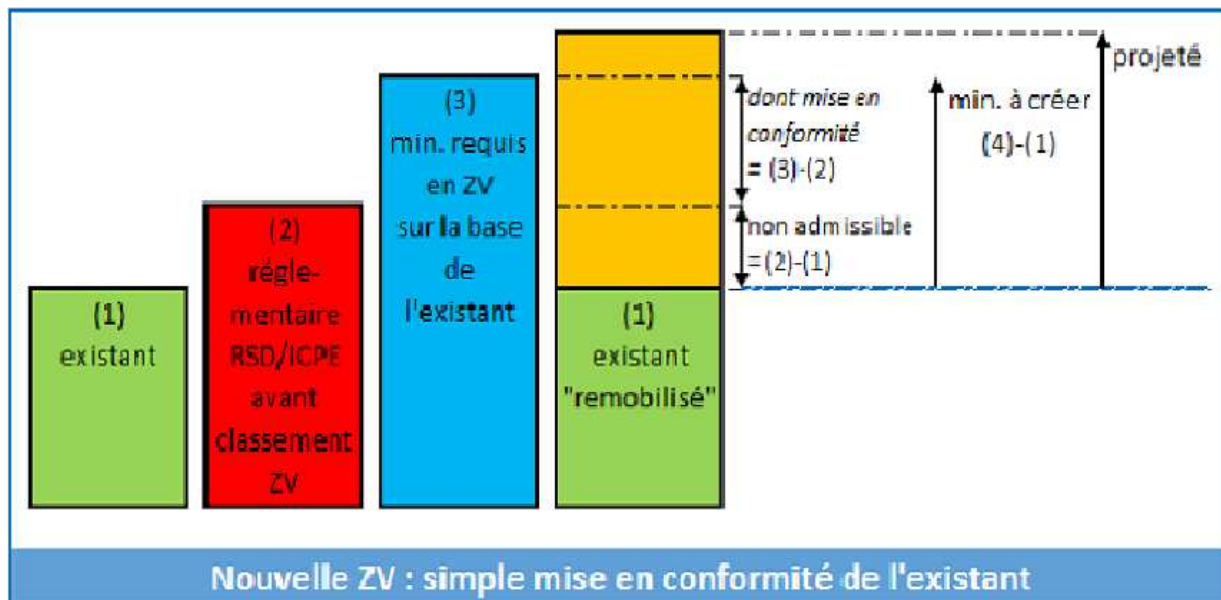 (1)
existant
(2)
régle-
mentaire
RSD/ICPE
avant
classement
ZV
(3)
min. requis
en ZV
sur la base
de
l'existant
(1)
existant
"remobilisé"
dont mise en
conformité
= (3)-(2)
non admissible
=(2)-(1)
min. à créer
(4)-(1)
projeté
Nouvelle ZV : simple mise en conformité de l'existant